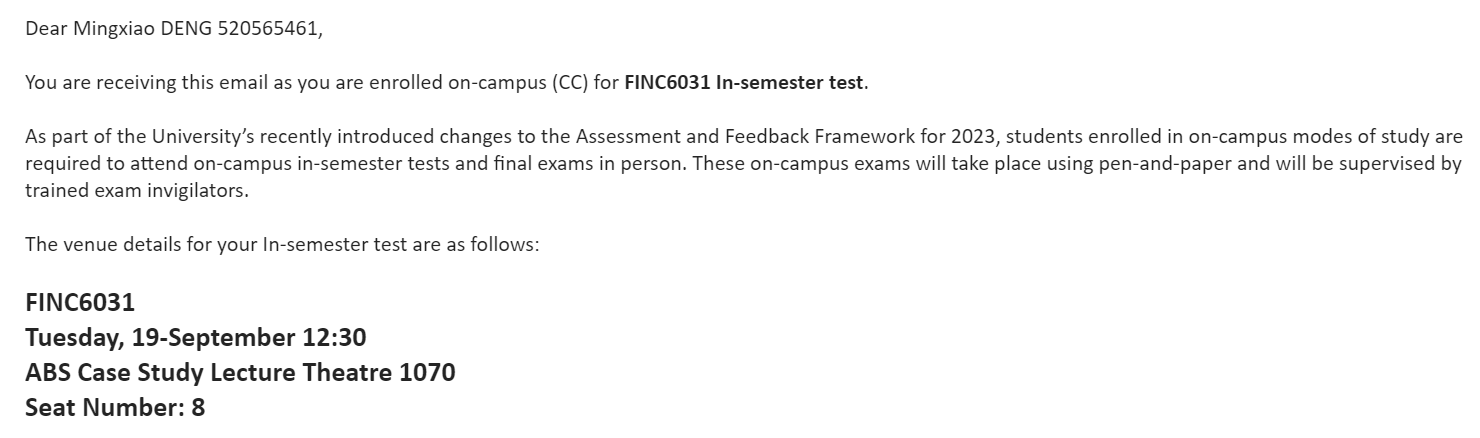 Dear Mingxiao DENG 520565461,
You are receiving this email as you are enrolled on-campus (CC) for FINC6031 In-semester test.
As part of the University’s recently introduced changes to the Assessment and Feedback Framework for 2023, students enrolled in on-campus modes of study are
required to attend on-campus in-semester tests and final exams in person. These on-campus exams will take place using pen-and-paper and will be supervised by
trained exam invigilators.
The venue details for your In-semester test are as follows:
FINC6031
Tuesday, 19-September 12:30
ABS Case Study Lecture Theatre 1070
Seat Number: 8